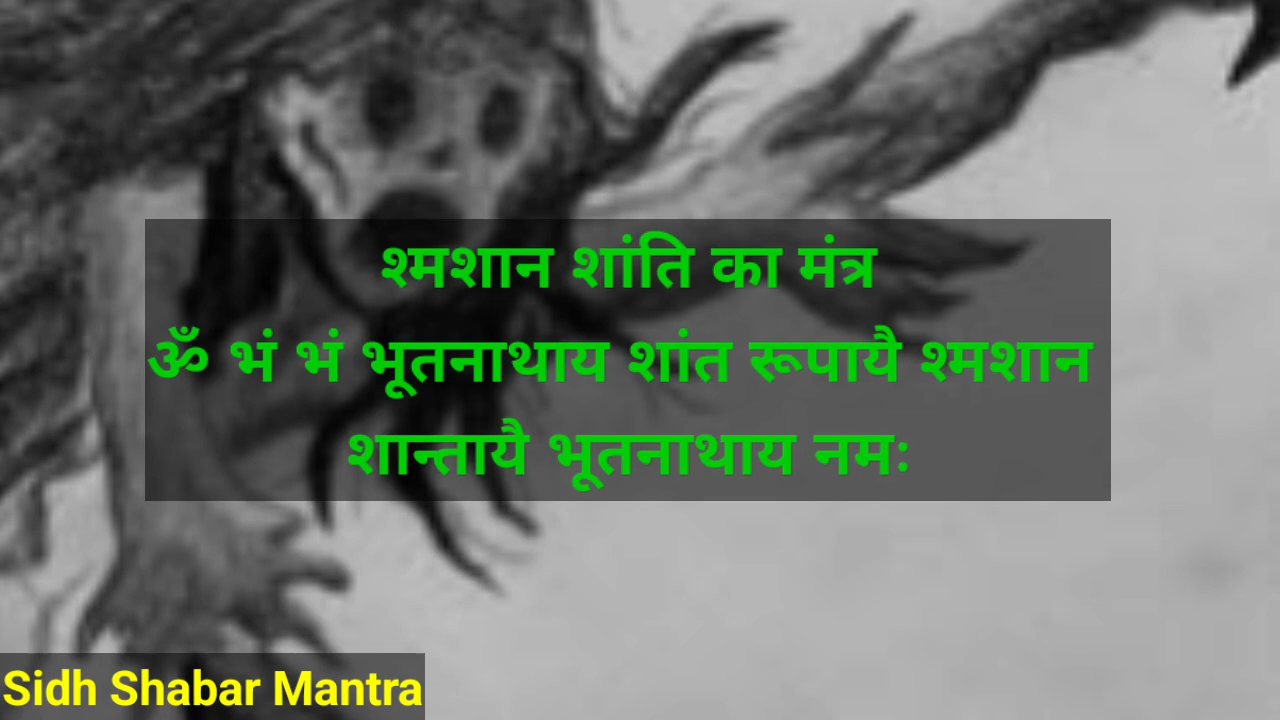 श्मशान शांति का मंत्र
ॐ भं भं भूतनाथाय शांत रूपायै श्मशान
शान्तायै भूतनाथाय नमः
Sidh Shabar Mantra